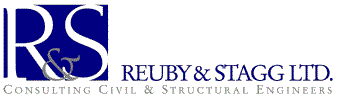 R&S
REUBY & STAGG LTD.
CONSULTING CIVIL & STRUCTURAL ENGINEERS